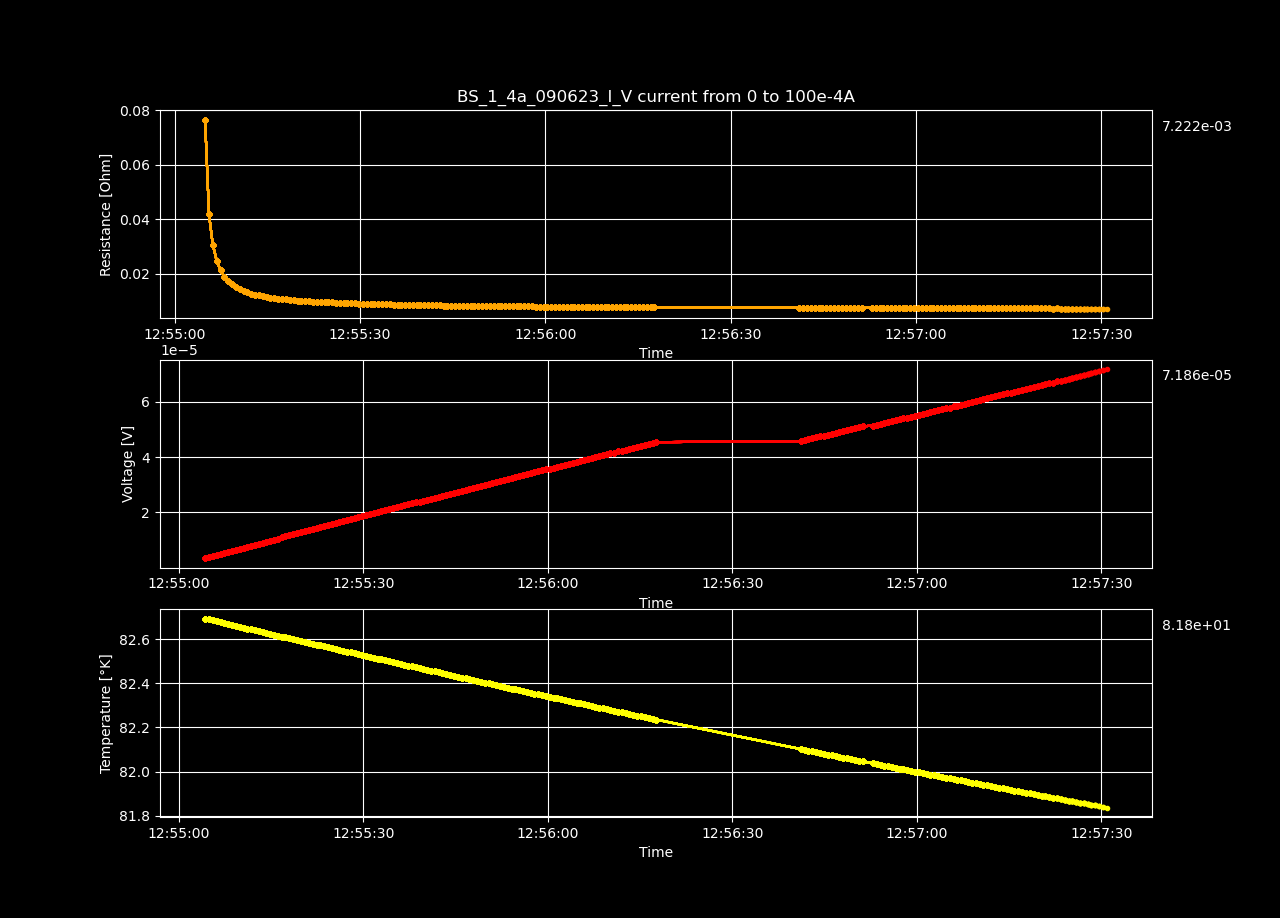 BS_1_4a_090623_I_V current from 0 to 100e-4A
7.222e-03
Resistance [Ohm]
0.08
0.06
0.04
0.02
12:55:00 12:55:30 12:56:00 12:56:30 12:57:00 12:57:30
Time
1e−5
7.186e-05
Voltage [V]
6
4
2
12:55:00 12:55:30 12:56:00 12:56:30 12:57:00 12:57:30
Time
8.18e+01
Temperature [°K]
82.6
82.4
82.2
82.0
81.8
12:55:00 12:55:30 12:56:00 12:56:30 12:57:00 12:57:30
Time